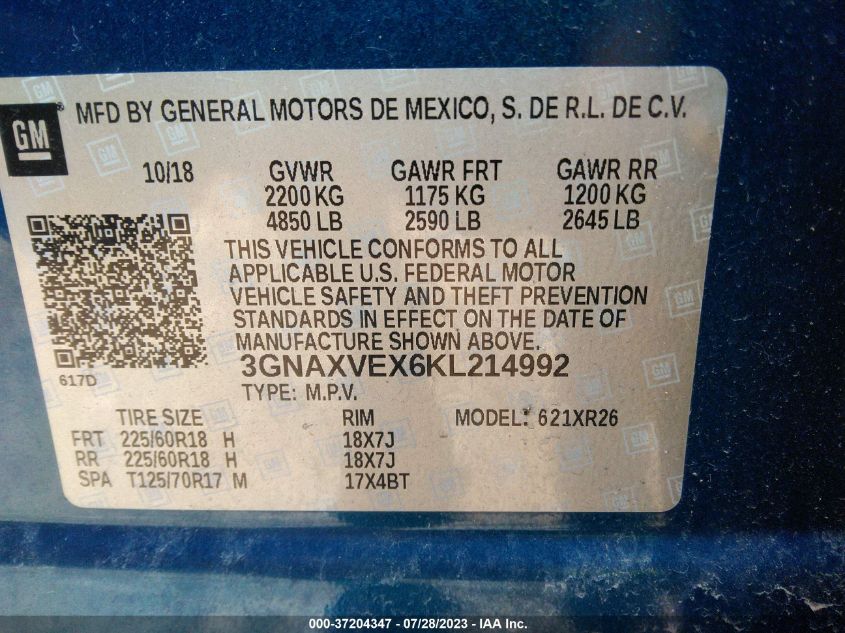 GM
MFD BY GENERAL MOTORS DE MEXICO, S. DE R.L. DE C.V.
10/18 GVWR GAWR FRT GAWR RR
2200 KG 1175 KG 1200 KG
4850 LB 2590 LB 2645 LB
THIS VEHICLE CONFORMS TO ALL
APPLICABLE U.S. FEDERAL MOTOR
VEHICLE SAFETY AND THEFT PREVENTION
STANDARDS IN EFFECT ON THE DATE OF
MANUFACTURE SHOWN ABOVE.
617D 3GNAXVEX6KL214992
TYPE: M.P.V.
TIRE SIZE RIM MODEL: 621XR26
FRT 225/60R18 H 18X7J
RR 225/60R18 H 18X7J
SPA T125/70R17 M 17X4BT
000-37204347 / 07/28/2023 - IAA Inc.